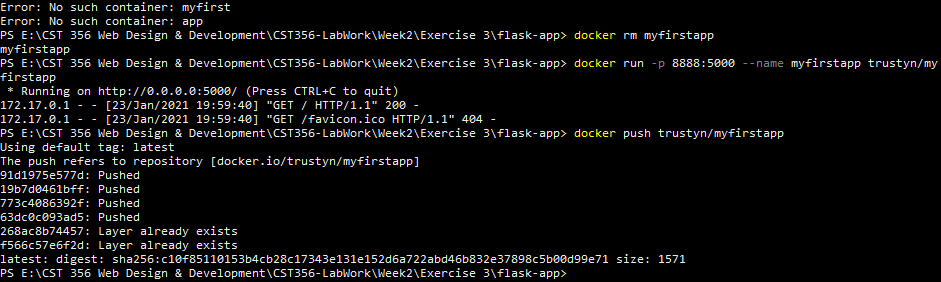 Error: No such container: myfirst
Error: No such container: app
PS E:\CST 356 Web Design & Development\CST356-LabWork\Week2\Exercise 3\flask-app> docker rm myfirstapp
myfirstapp
PS E:\CST 356 Web Design & Development\CST356-LabWork\Week2\Exercise 3\flask-app> docker run -p 8888:5000 --name myfirstapp trustyn/my
firstapp
 * Running on http://0.0.0.0:5000/ (Press CTRL+C to quit)
172.17.0.1 - - [23/Jan/2021 19:59:40] "GET / HTTP/1.1" 200 -
172.17.0.1 - - [23/Jan/2021 19:59:40] "GET /favicon.ico HTTP/1.1" 404 -
PS E:\CST 356 Web Design & Development\CST356-LabWork\Week2\Exercise 3\flask-app> docker push trustyn/myfirstapp
Using default tag: latest
The push refers to repository [docker.io/trustyn/myfirstapp]
91d1975e577d: Pushed
19b7d0461bff: Pushed
773c4086392f: Pushed
63dc0c093ad5: Pushed
268ac8b74457: Layer already exists
f566c57e6f2d: Layer already exists
latest: digest: sha256:c10f85110153b4cb28c17343e131e152d6a722abd46b832e37898c5b00d99e71 size: 1571
PS E:\CST 356 Web Design & Development\CST356-LabWork\Week2\Exercise 3\flask-app>